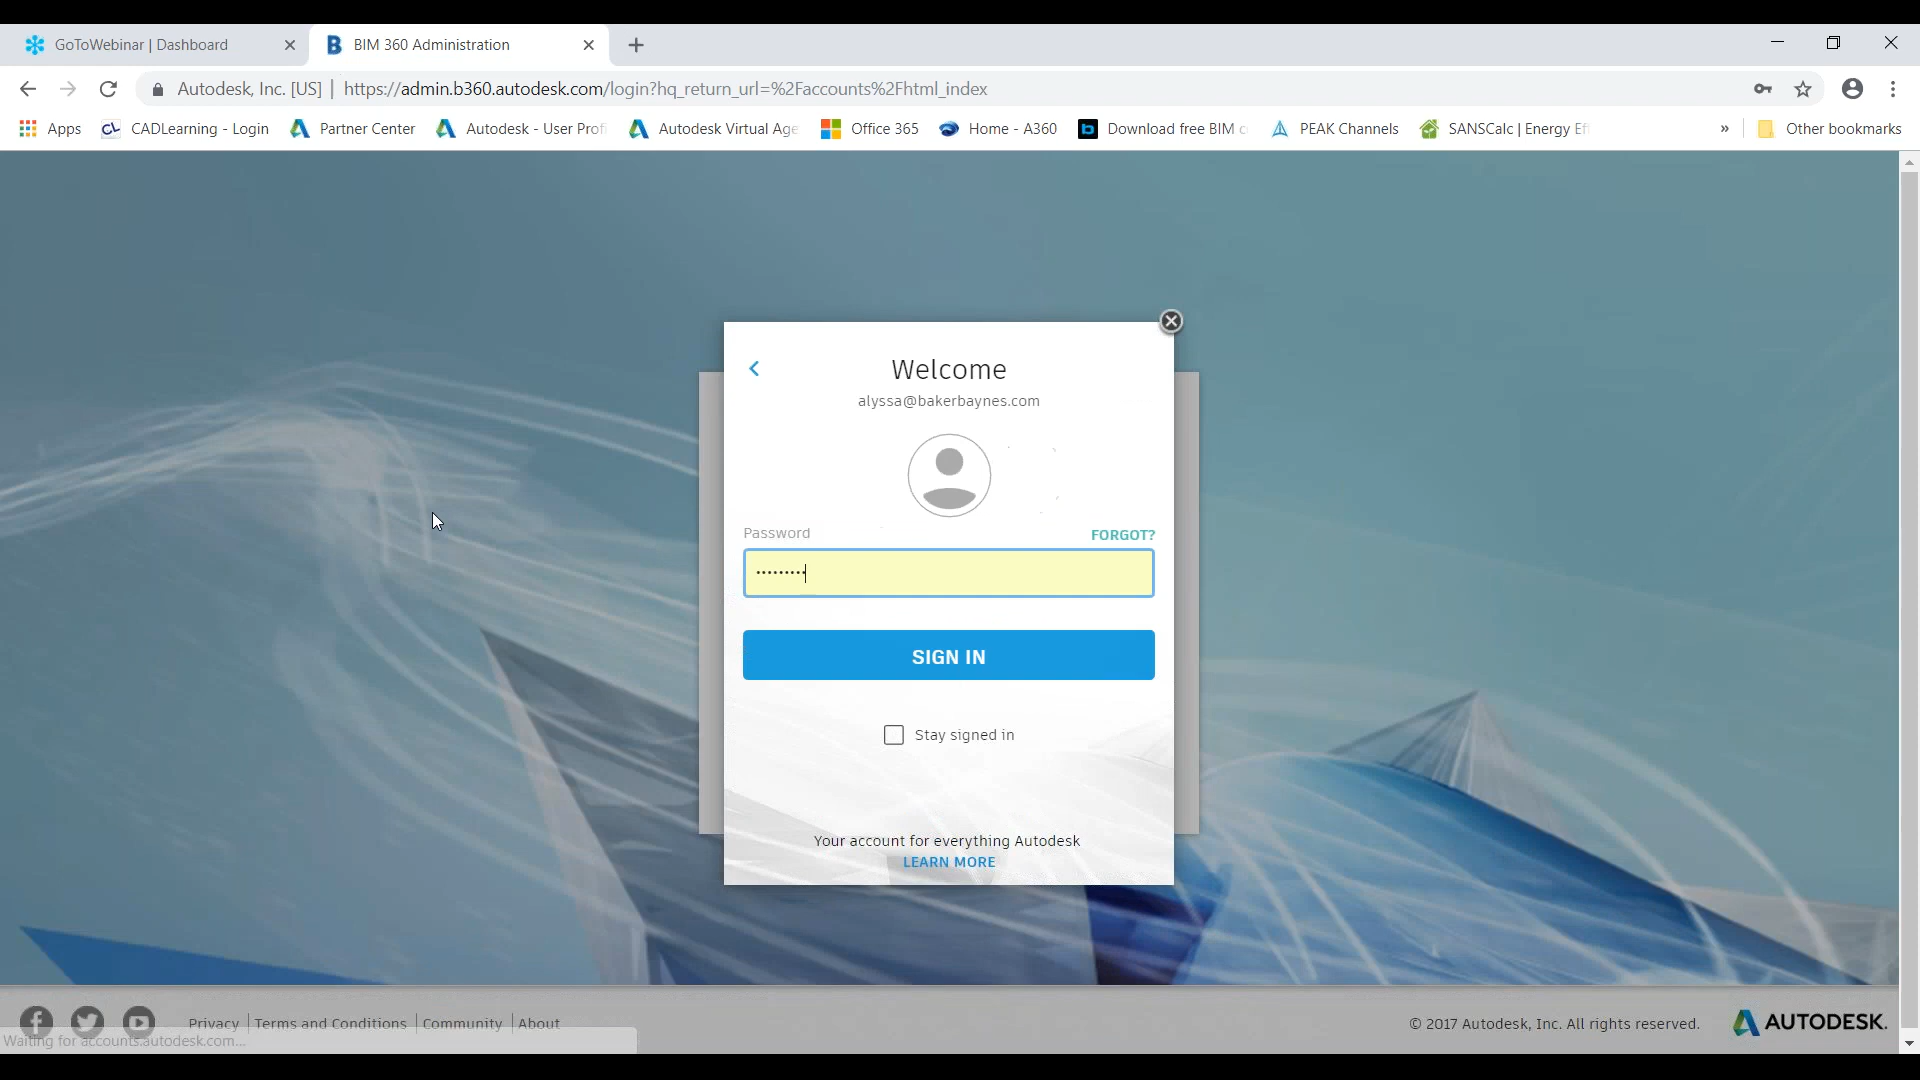 GoToWebinar | Dashboard
BIM 360 Administration
Autodesk, Inc. [US] | https://admin.b360.autodesk.com/login?hq_return_url=%2Faccounts%2Fhtml_index
Apps
CADLearning - Login
Partner Center
Autodesk - User Prof
Autodesk Virtual Age
Office 365
Home - A360
Download free BIM
PEAK Channels
SANSCalc | Energy Ef
»
Other bookmarks
Welcome
alyssa@bakerbaynes.com
Password
FORGOT?
•••••••••
SIGN IN
Stay signed in
Your account for everything Autodesk
LEARN MORE
Privacy | Terms and Conditions | Community | About
© 2017 Autodesk, Inc. All rights reserved.
AUTODESK.
Waiting for accounts.autodesk.com...